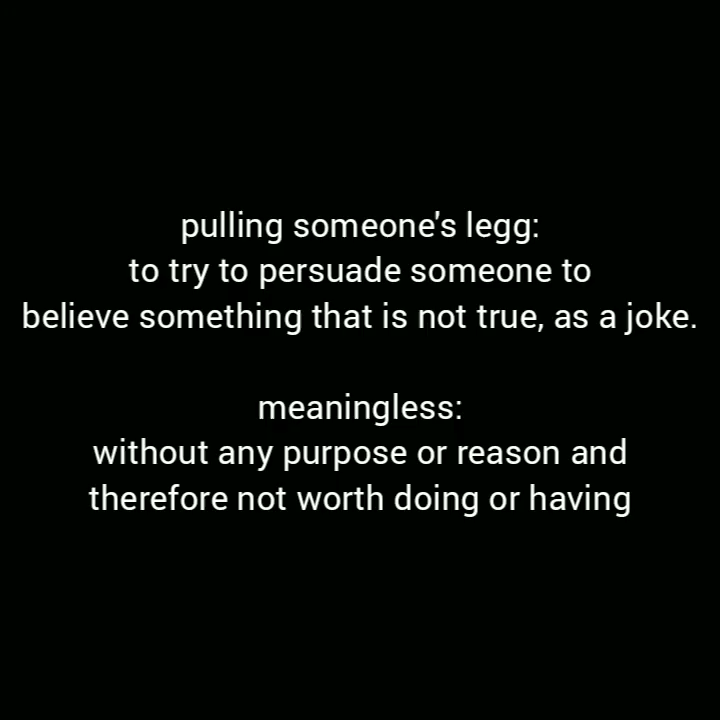 pulling someone's legg:
to try to persuade someone to
believe something that is not true, as a joke.
meaningless:
without any purpose or reason and
therefore not worth doing or having